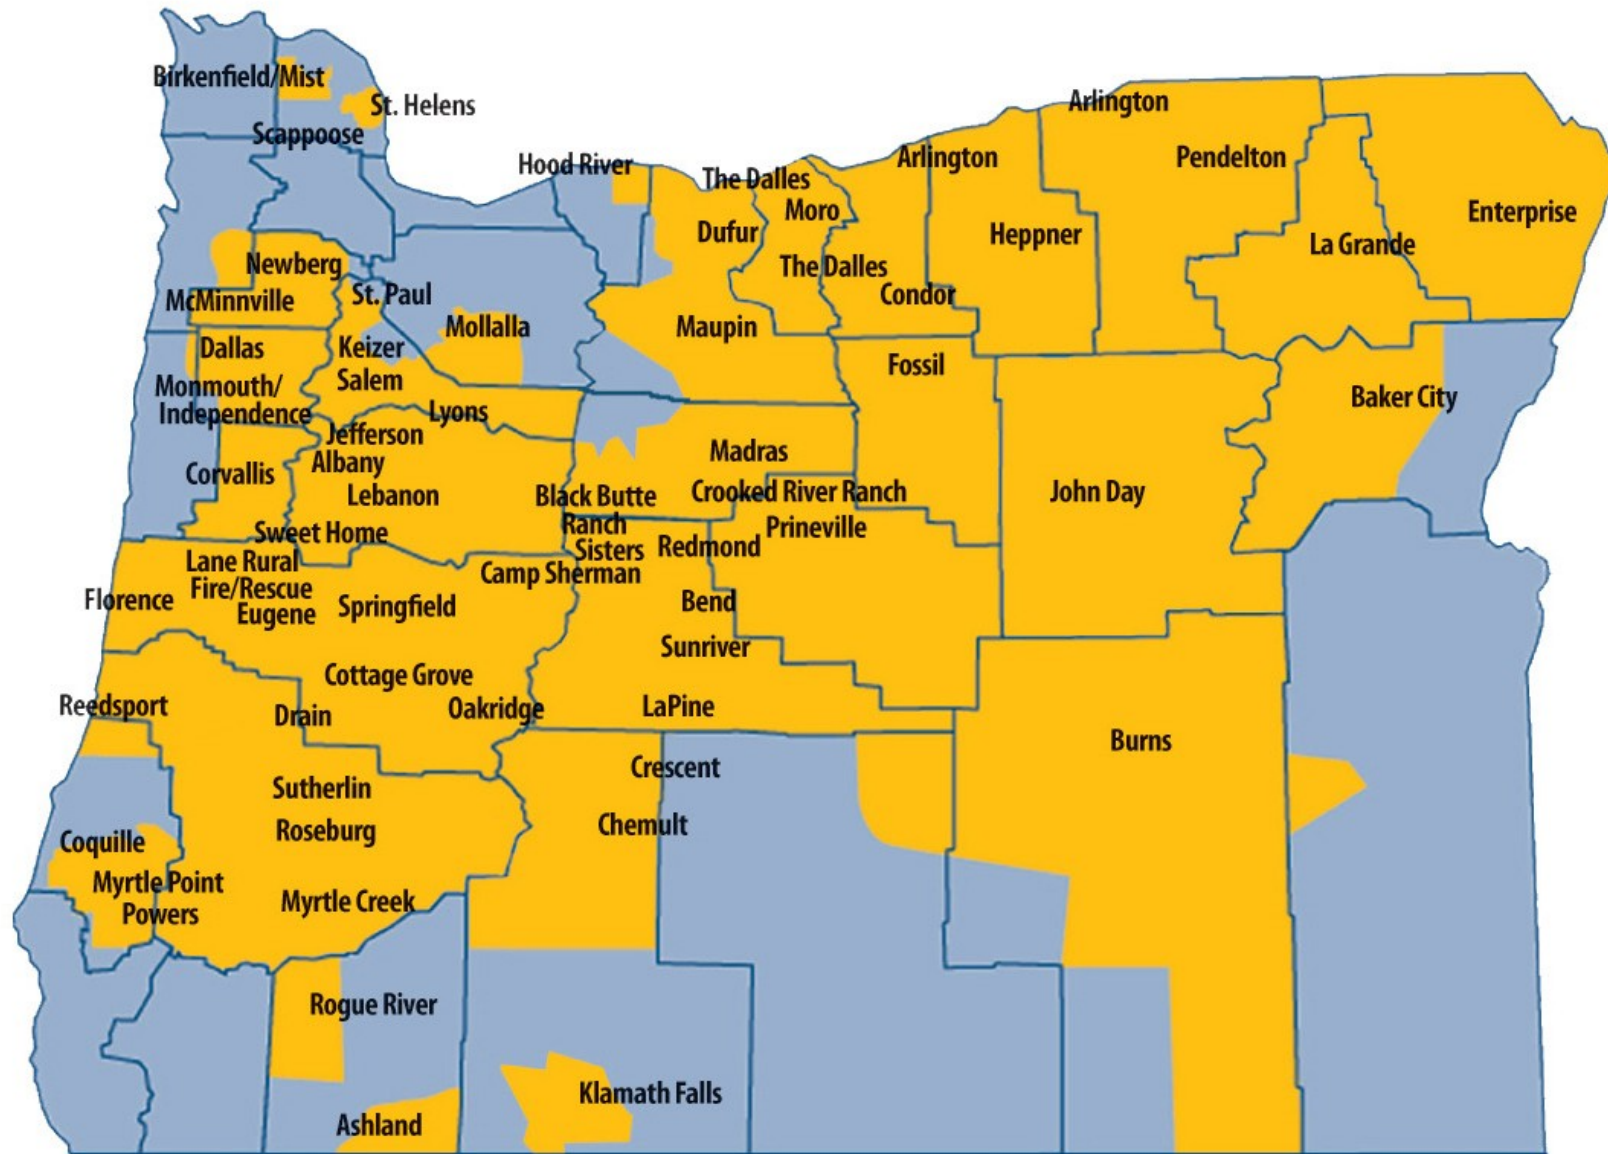 Birkenfield/Mist
St. Helens
Scappoose
Hood River
The Dalles
Arlington
Arlington
Pendelton
Moro
Dufur
Heppner
Enterprise
La Grande
Newberg
The Dalles
St. Paul
Condor
McMinnville
Mollalla
Maupin
Dallas
Keizer
Salem
Fossil
Monmouth/
Independence
Baker City
Lyons
Jefferson
Albany
Madras
Corvallis
Lebanon
Black Butte
Ranch
Crooked River Ranch
John Day
Prineville
Sweet Home
Sisters
Redmond
Lane Rural
Fire/Rescue
Camp Sherman
Florence
Eugene
Springfield
Bend
Sunriver
Cottage Grove
Reedsport
Drain
Oakridge
LaPine
Burns
Crescent
Sutherlin
Chemult
Roseburg
Coquille
Myrtle Point
Powers
Myrtle Creek
Rogue River
Klamath Falls
Ashland